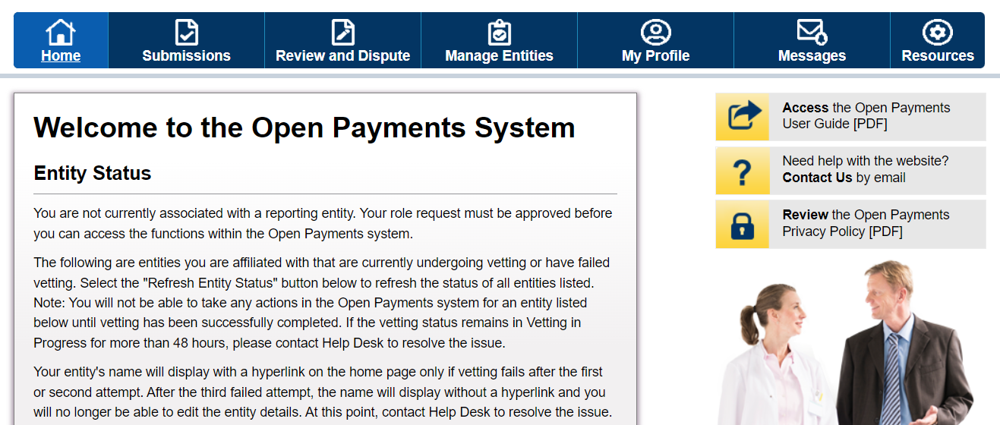 Home
Submissions
Review and Dispute
Manage Entities
My Profile
Messages
Resources
Welcome to the Open Payments System
Entity Status
You are not currently associated with a reporting entity. Your role request must be approved before
you can access the functions within the Open Payments system.
The following are entities you are affiliated with that are currently undergoing vetting or have failed
vetting. Select the "Refresh Entity Status" button below to refresh the status of all entities listed.
Note: You will not be able to take any actions in the Open Payments system for an entity listed
below until vetting has been successfully completed. If the vetting status remains in Vetting in
Progress for more than 48 hours, please contact Help Desk to resolve the issue.
Your entity's name will display with a hyperlink on the home page only if vetting fails after the first
or second attempt. After the third failed attempt, the name will display without a hyperlink and you
will no longer be able to edit the entity details. At this point, contact Help Desk to resolve the issue.
Access the Open Payments
User Guide [PDF]
Need help with the website?
Contact Us by email
Review the Open Payments
Privacy Policy [PDF]